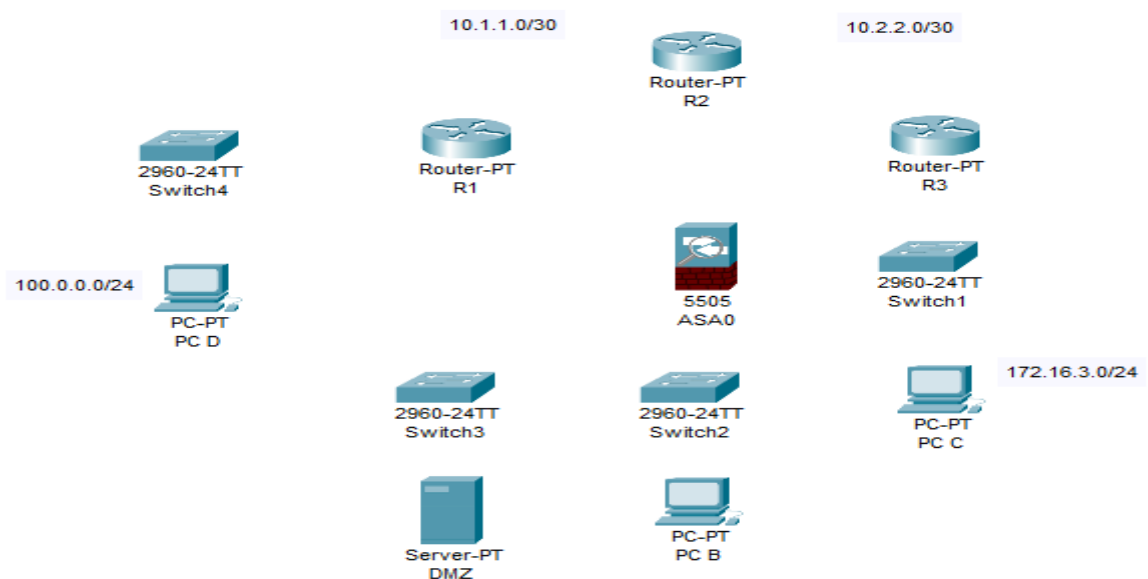 10.1.1.0/30
10.2.2.0/30
Router-PT
R2
2960-24TT
Switch4
Router-PT
R1
Router-PT
R3
100.0.0.0/24
PC-PT
PC D
5505
ASA0
2960-24TT
Switch1
2960-24TT
Switch3
2960-24TT
Switch2
172.16.3.0/24
PC-PT
PC C
Server-PT
DMZ
PC-PT
PC B